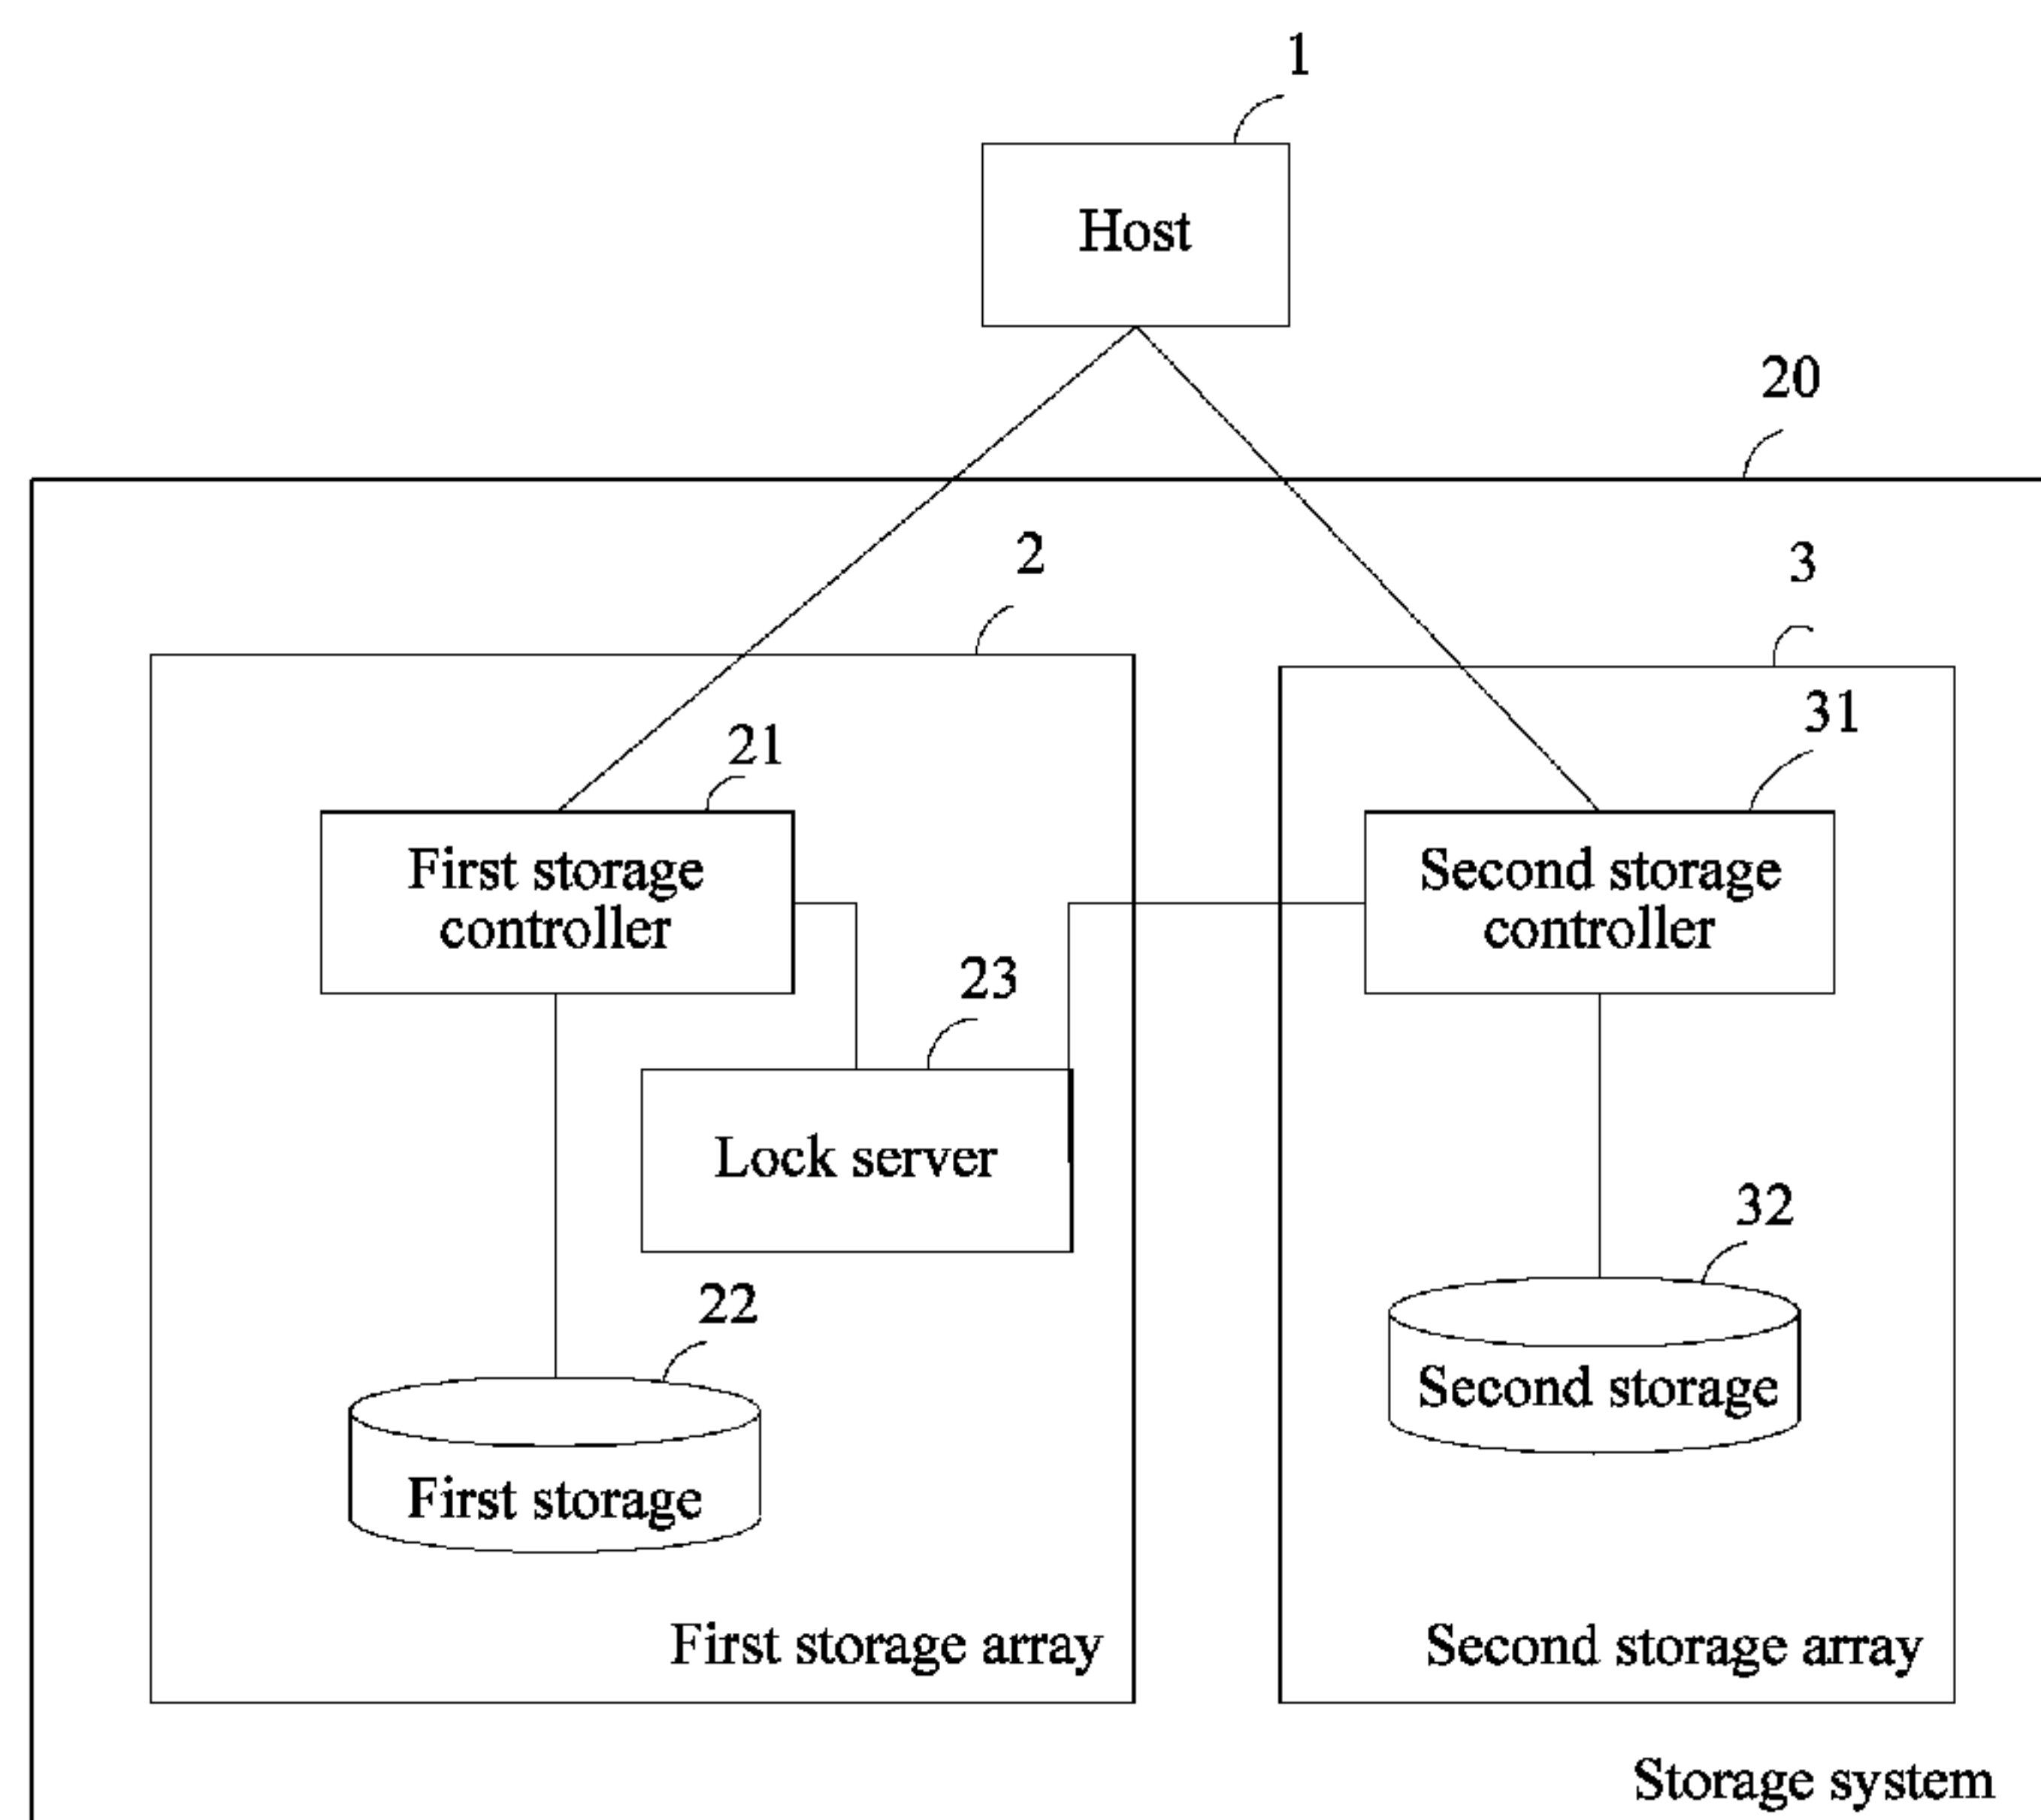 1
Host
20
2
3
31
21
First storage
controller
Second storage
controller
23
Lock server
32
22
Second storage
First storage
First storage array
Second storage array
Storage system